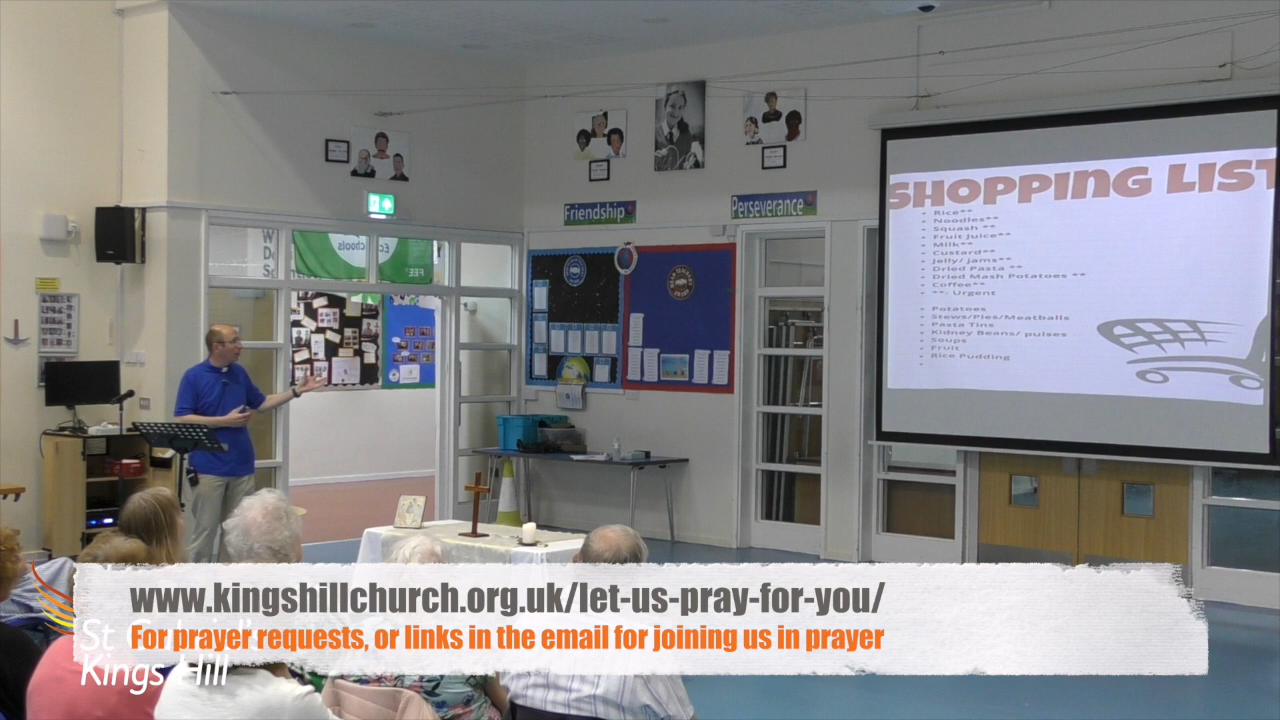 Friendship
Perseverance
SHOPPING LIST
• Rice**
• Noodles**
• Squash **
• Fruit Juice**
• Milk**
• Custard**
• Jelly/ jams**
• Dried Pasta **
• Dried Mash Potatoes **
• Coffee**
• **- Urgent
• Potatoes
• Stews/Pies/Meatballs
• Pasta Tins
• Kidney Beans/ pulses
• Soups
• Fruit
• Rice Pudding
www.kingshillchurch.org.uk/let-us-pray-for-you/
For prayer requests, or links in the email for joining us in prayer
St
Kings Hill